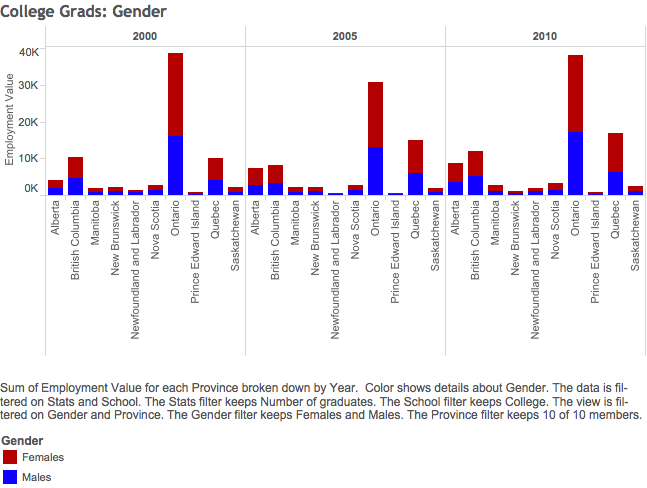 College Grads: Gender
2000 2005 2010
Employment Value
40K
30K
20K
10K
0K
Alberta
British Columbia
Manitoba
New Brunswick
Newfoundland and Labrador
Nova Scotia
Ontario
Prince Edward Island
Quebec
Saskatchewan
Alberta
British Columbia
Manitoba
New Brunswick
Newfoundland and Labrador
Nova Scotia
Ontario
Prince Edward Island
Quebec
Saskatchewan
Alberta
British Columbia
Manitoba
New Brunswick
Newfoundland and Labrador
Nova Scotia
Ontario
Prince Edward Island
Quebec
Saskatchewan
Sum of Employment Value for each Province broken down by Year.  Color shows details about Gender. The data is fil-
tered on Stats and School. The Stats filter keeps Number of graduates. The School filter keeps College. The view is fil-
tered on Gender and Province. The Gender filter keeps Females and Males. The Province filter keeps 10 of 10 members.
Gender
Females
Males